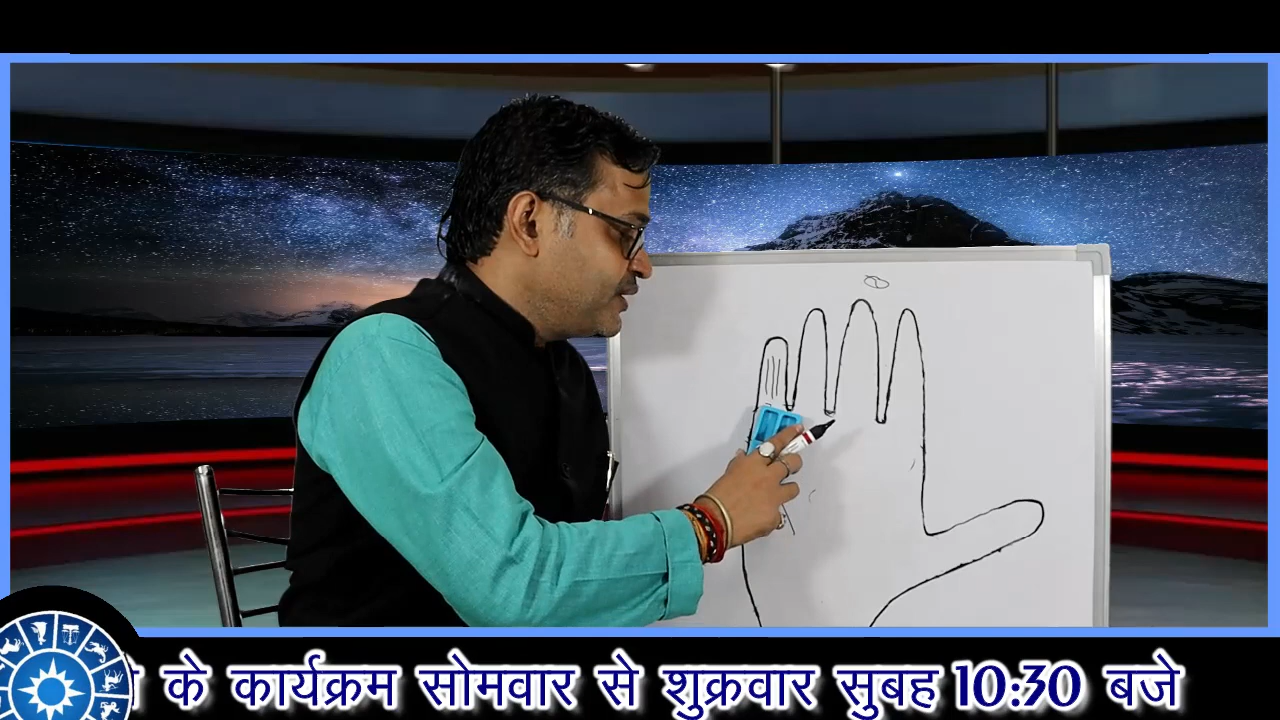 के कार्यक्रम सोमवार से शुक्रवार सुबह 10:30 बजे